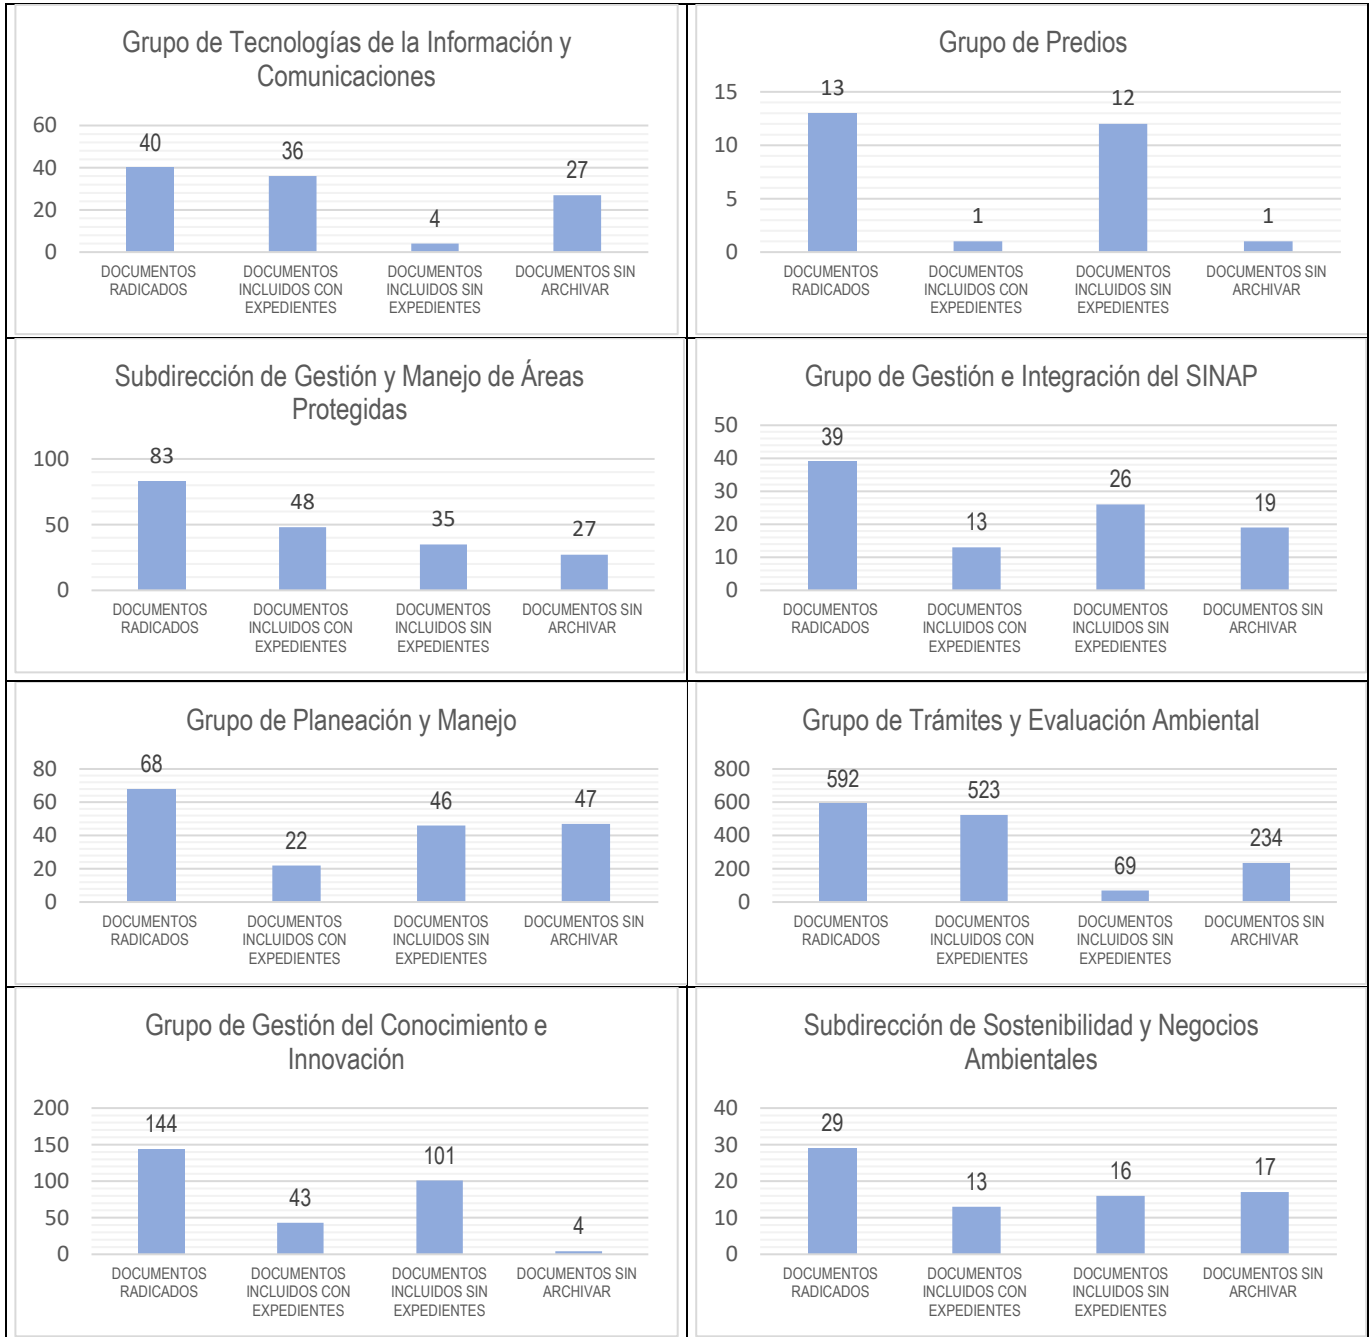 Grupo de Tecnologías de la Información y
Comunicaciones
60
40
20
0
40
36
4
27
DOCUMENTOS
RADICADOS
DOCUMENTOS
INCLUIDOS CON
EXPEDIENTES
DOCUMENTOS
INCLUIDOS SIN
EXPEDIENTES
DOCUMENTOS SIN
ARCHIVAR
Grupo de Predios
15
10
5
0
13
1
12
1
DOCUMENTOS
RADICADOS
DOCUMENTOS
INCLUIDOS CON
EXPEDIENTES
DOCUMENTOS
INCLUIDOS SIN
EXPEDIENTES
DOCUMENTOS SIN
ARCHIVAR
Subdirección de Gestión y Manejo de Áreas
Protegidas
100
50
0
83
48
35
27
DOCUMENTOS
RADICADOS
DOCUMENTOS
INCLUIDOS CON
EXPEDIENTES
DOCUMENTOS
INCLUIDOS SIN
EXPEDIENTES
DOCUMENTOS SIN
ARCHIVAR
Grupo de Gestión e Integración del SINAP
50
40
30
20
10
0
39
13
26
19
DOCUMENTOS
RADICADOS
DOCUMENTOS
INCLUIDOS CON
EXPEDIENTES
DOCUMENTOS
INCLUIDOS SIN
EXPEDIENTES
DOCUMENTOS SIN
ARCHIVAR
Grupo de Planeación y Manejo
80
60
40
20
0
68
22
46
47
DOCUMENTOS
RADICADOS
DOCUMENTOS
INCLUIDOS CON
EXPEDIENTES
DOCUMENTOS
INCLUIDOS SIN
EXPEDIENTES
DOCUMENTOS SIN
ARCHIVAR
Grupo de Trámites y Evaluación Ambiental
800
600
400
200
0
592
523
69
234
DOCUMENTOS
RADICADOS
DOCUMENTOS
INCLUIDOS CON
EXPEDIENTES
DOCUMENTOS
INCLUIDOS SIN
EXPEDIENTES
DOCUMENTOS SIN
ARCHIVAR
Grupo de Gestión del Conocimiento e
Innovación
200
150
100
50
0
144
43
101
4
DOCUMENTOS
RADICADOS
DOCUMENTOS
INCLUIDOS CON
EXPEDIENTES
DOCUMENTOS
INCLUIDOS SIN
EXPEDIENTES
DOCUMENTOS SIN
ARCHIVAR
Subdirección de Sostenibilidad y Negocios
Ambientales
40
30
20
10
0
29
13
16
17
DOCUMENTOS
RADICADOS
DOCUMENTOS
INCLUIDOS CON
EXPEDIENTES
DOCUMENTOS
INCLUIDOS SIN
EXPEDIENTES
DOCUMENTOS SIN
ARCHIVAR